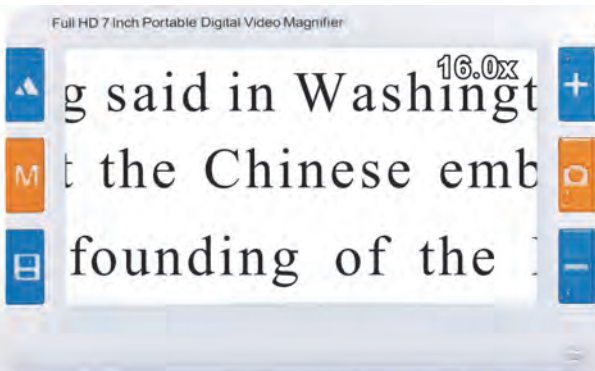 Full HD 7 Inch Portable Digital Video Magnifier
16.0x
g said in Washingt
M
t the Chinese emb
founding of the